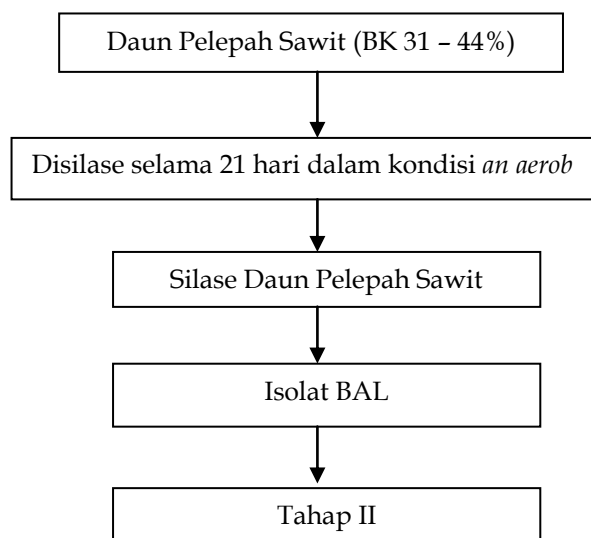 Daun Pelepah Sawit (BK 31 – 44%)
Disilase selama 21 hari dalam kondisi an aerob
Silase Daun Pelepah Sawit
Isolat BAL
Tahap II